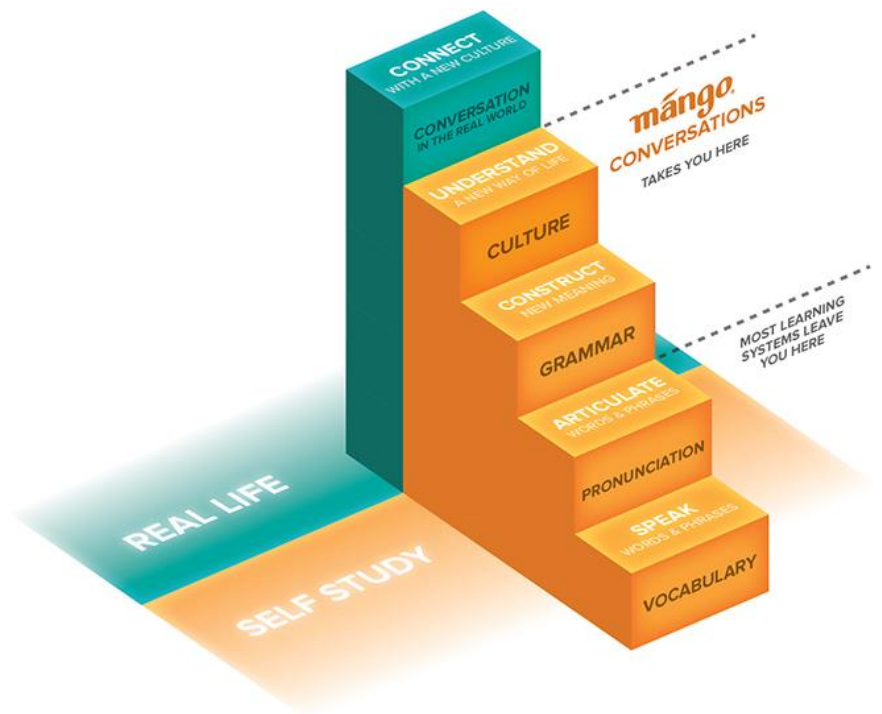 CONNECT
WITH A NEW CULTURE
CONVERSATION
IN THE REAL WORLD
mángo
CONVERSATIONS
TAKES YOU HERE
UNDERSTAND
A NEW WAY OF LIFE
CULTURE
CONSTRUCT
NEW MEANING
GRAMMAR
MOST LEARNING
SYSTEMS LEAVE
YOU HERE
ARTICULATE
WORDS & PHRASES
PRONUNCIATION
SPEAK
WORDS & PHRASES
VOCABULARY
REAL LIFE
SELF STUDY